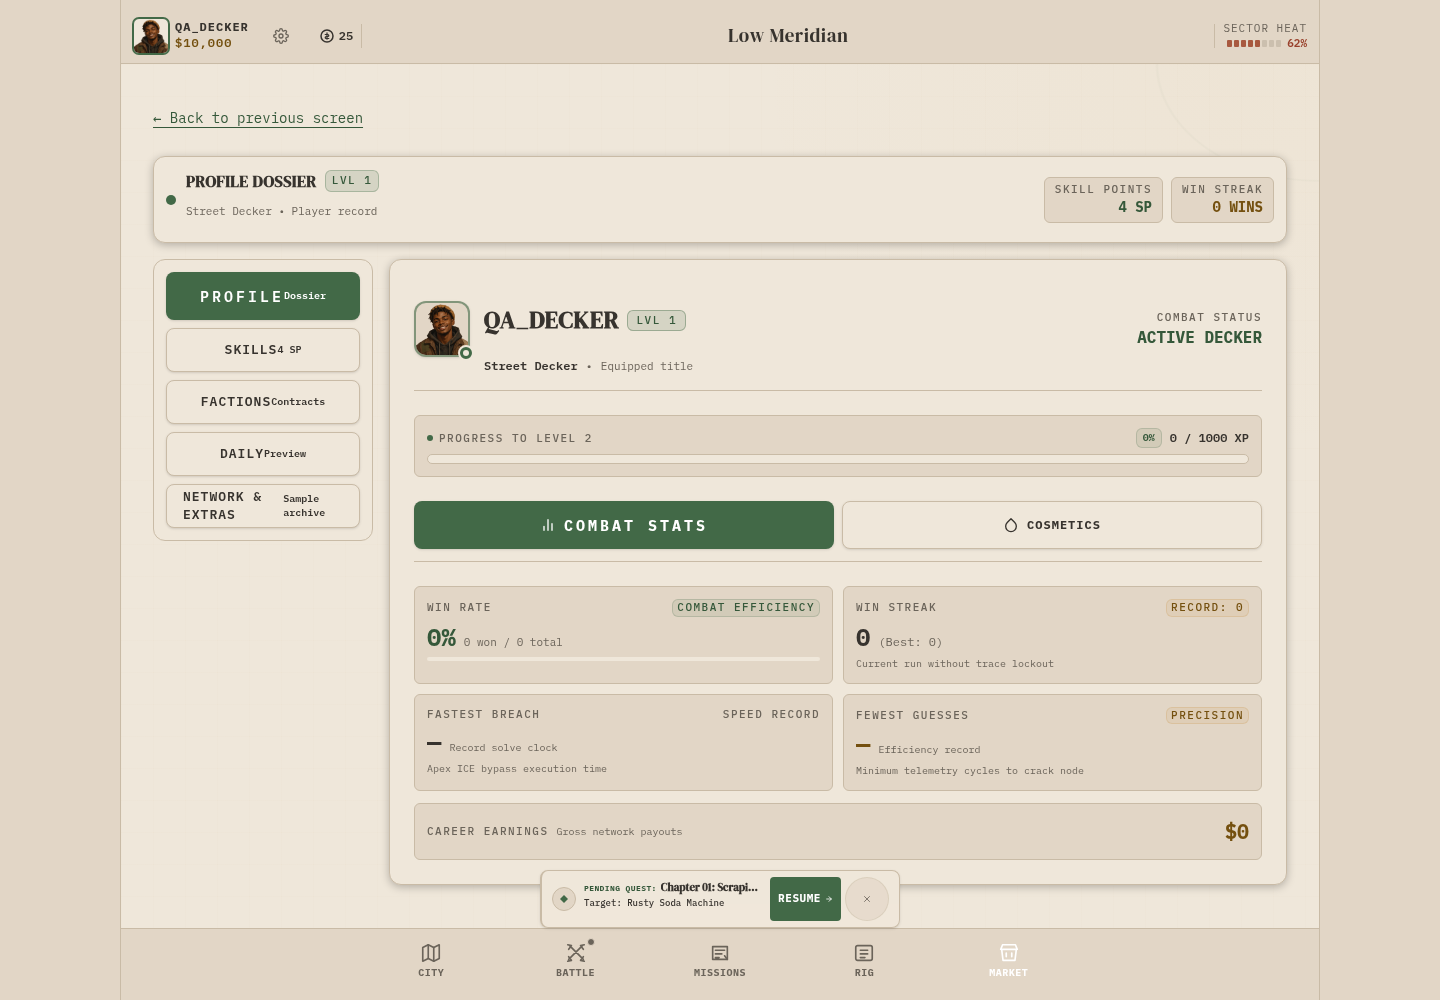 QA_DECKER
$10,000
25
Low Meridian
SECTOR HEAT
62%
← Back to previous screen
PROFILE DOSSIER LVL 1
Street Decker • Player record
SKILL POINTS
4 SP
WIN STREAK
0 WINS
PROFILE Dossier
SKILLS 4 SP
FACTIONS Contracts
DAILY Preview
NETWORK & EXTRAS Sample archive
QA_DECKER LVL 1
Street Decker • Equipped title
COMBAT STATUS
ACTIVE DECKER
PROGRESS TO LEVEL 2 0% 0 / 1000 XP
COMBAT STATS
COSMETICS
WIN RATE COMBAT EFFICIENCY
0% 0 won / 0 total
WIN STREAK RECORD: 0
0 (Best: 0)
Current run without trace lockout
FASTEST BREACH SPEED RECORD
— Record solve clock
Apex ICE bypass execution time
FEWEST GUESSES PRECISION
— Efficiency record
Minimum telemetry cycles to crack node
CAREER EARNINGS Gross network payouts $0
PENDING QUEST: Chapter 01: Scrapi...
Target: Rusty Soda Machine
RESUME →
×
CITY
BATTLE
MISSIONS
RIG
MARKET